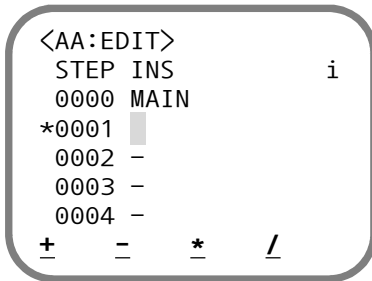 <AA:EDIT>
STEP INS i
0000 MAIN
*0001
0002 –
0003 –
0004 –
+ - * /